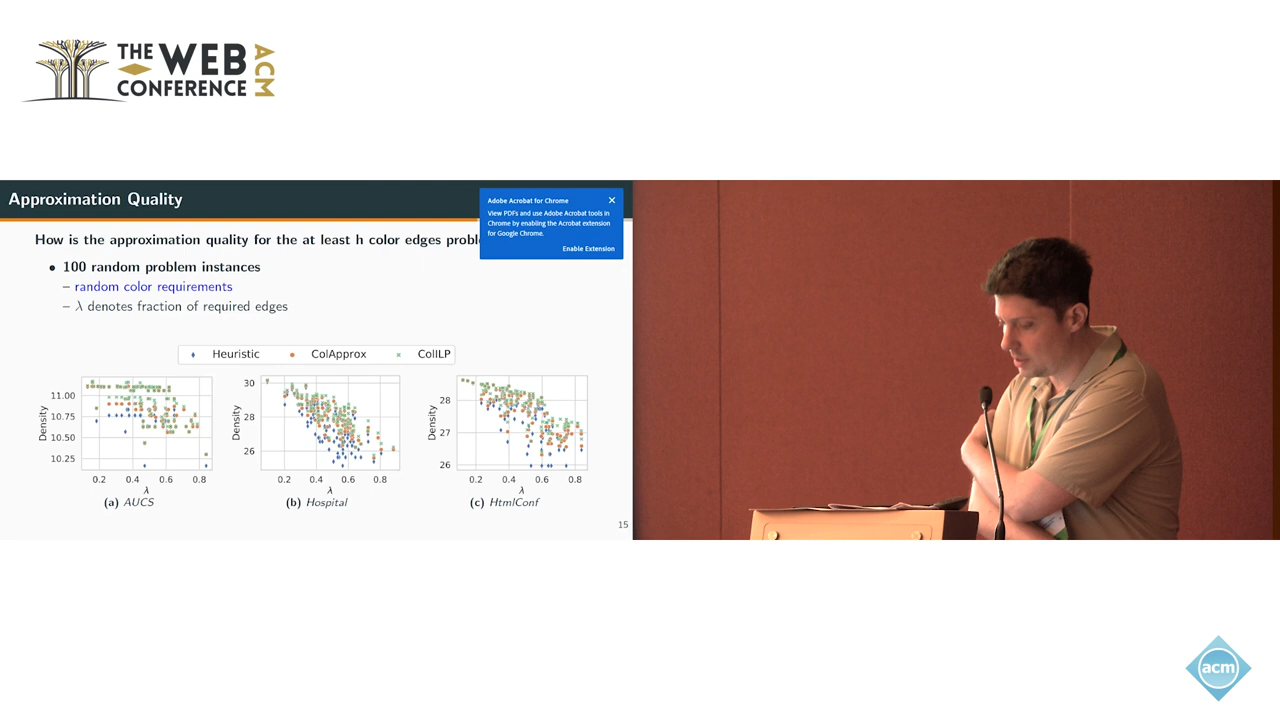 THE WEB
CONFERENCE
ACM
Approximation Quality
Adobe Acrobat for Chrome
View PDFs and use Adobe Acrobat tools in
Chrome by enabling the Acrobat extension
for Google Chrome.
Enable Extension
How is the approximation quality for the at least h color edges
• 100 random problem instances
– random color requirements
– λ denotes fraction of required edges
Heuristic ColApprox ColILP
Density
11.00
10.75
10.50
10.25
0.2 0.4 0.6 0.8
λ
(a) AUCS
Density
30
28
26
0.2 0.4 0.6 0.8
λ
(b) Hospital
Density
28
27
26
0.2 0.4 0.6 0.8
λ
(c) HtmlConf
15
acm